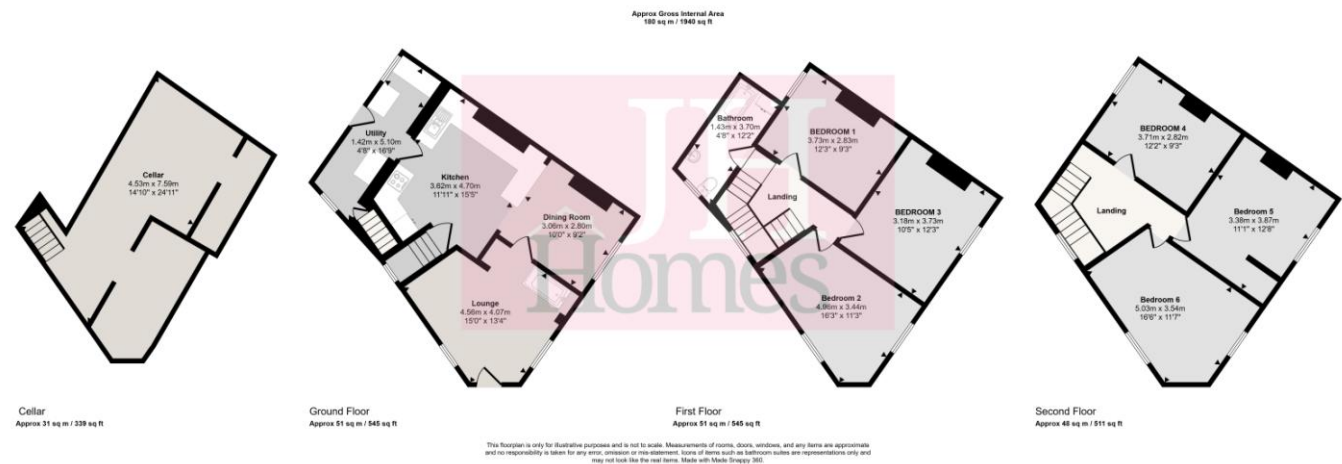 Approx Gross Internal Area
180 sq m / 1940 sq ft
Cellar
4.53m x 7.59m
14'10" x 24'11"
Cellar
Approx 31 sq m / 339 sq ft
Utility
1.42m x 5.10m
4'8" x 16'9"
Kitchen
3.62m x 4.70m
11'11" x 15'5"
Dining Room
3.06m x 2.80m
10'0" x 9'2"
Lounge
4.56m x 4.07m
15'0" x 13'4"
Ground Floor
Approx 51 sq m / 545 sq ft
JH
Homes
Bathroom
1.43m x 3.70m
4'8" x 12'2"
BEDROOM 1
3.73m x 2.83m
12'3" x 9'3"
Landing
BEDROOM 3
3.18m x 3.73m
10'5" x 12'3"
Bedroom 2
4.96m x 3.44m
16'3" x 11'3"
First Floor
Approx 51 sq m / 545 sq ft
BEDROOM 4
3.71m x 2.82m
12'2" x 9'3"
Landing
Bedroom 5
3.38m x 3.87m
11'1" x 12'8"
Bedroom 6
5.03m x 3.54m
16'6" x 11'7"
Second Floor
Approx 48 sq m / 511 sq ft
This floorplan is only for illustrative purposes and is not to scale. Measurements of rooms, doors, windows, and any items are approximate
and no responsibility is taken for any error, omission or mis-statement. Icons of items such as bathroom suites are representations only and
may not look like the real items. Made with Made Snappy 360.